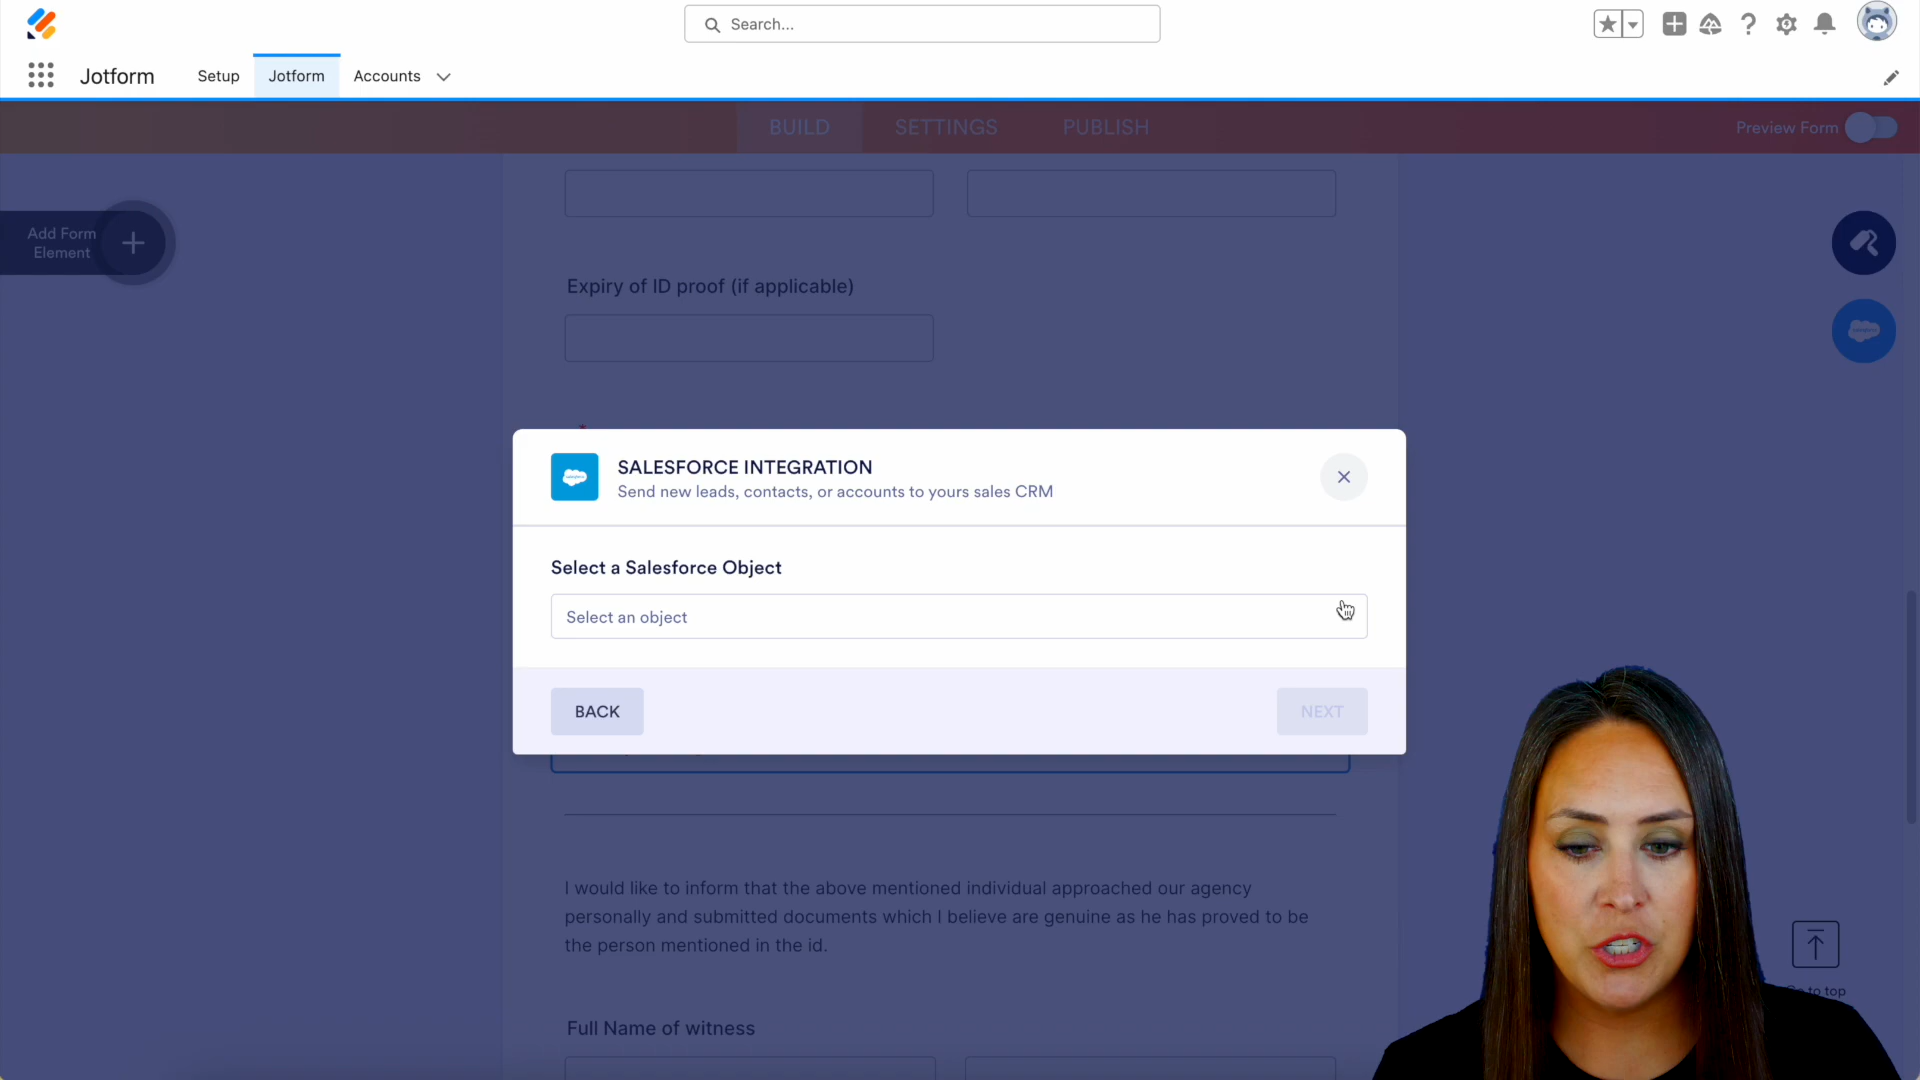 Search...
Jotform
Setup
Jotform
Accounts
BUILD
SETTINGS
PUBLISH
Preview Form
Add Form
Element
Expiry of ID proof (if applicable)
SALESFORCE INTEGRATION
Send new leads, contacts, or accounts to yours sales CRM
Select a Salesforce Object
Select an object
BACK
NEXT
I would like to inform that the above mentioned individual approached our agency
personally and submitted documents which I believe are genuine as he has proved to be
the person mentioned in the id.
to top
Full Name of witness